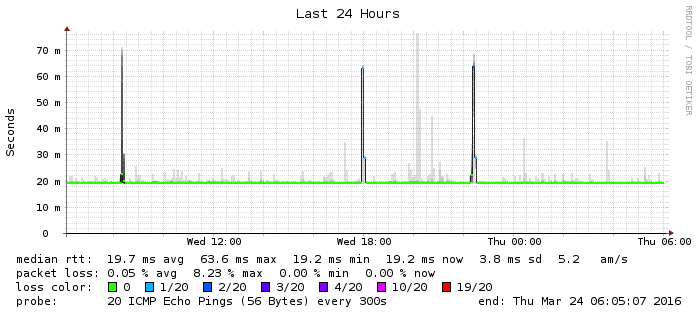 Last 24 Hours
RRDTOOL / TOBI OETIKER
Seconds
70 m
60 m
50 m
40 m
30 m
20 m
10 m
0
Wed 12:00 Wed 18:00 Thu 00:00 Thu 06:00
median rtt: 19.7 ms avg 63.6 ms max 19.2 ms min 19.2 ms now 3.8 ms sd 5.2 am/s
packet loss: 0.05 % avg 8.23 % max 0.00 % min 0.00 % now
loss color: 0 1/20 2/20 3/20 4/20 10/20 19/20
probe: 20 ICMP Echo Pings (56 Bytes) every 300s end: Thu Mar 24 06:05:07 2016